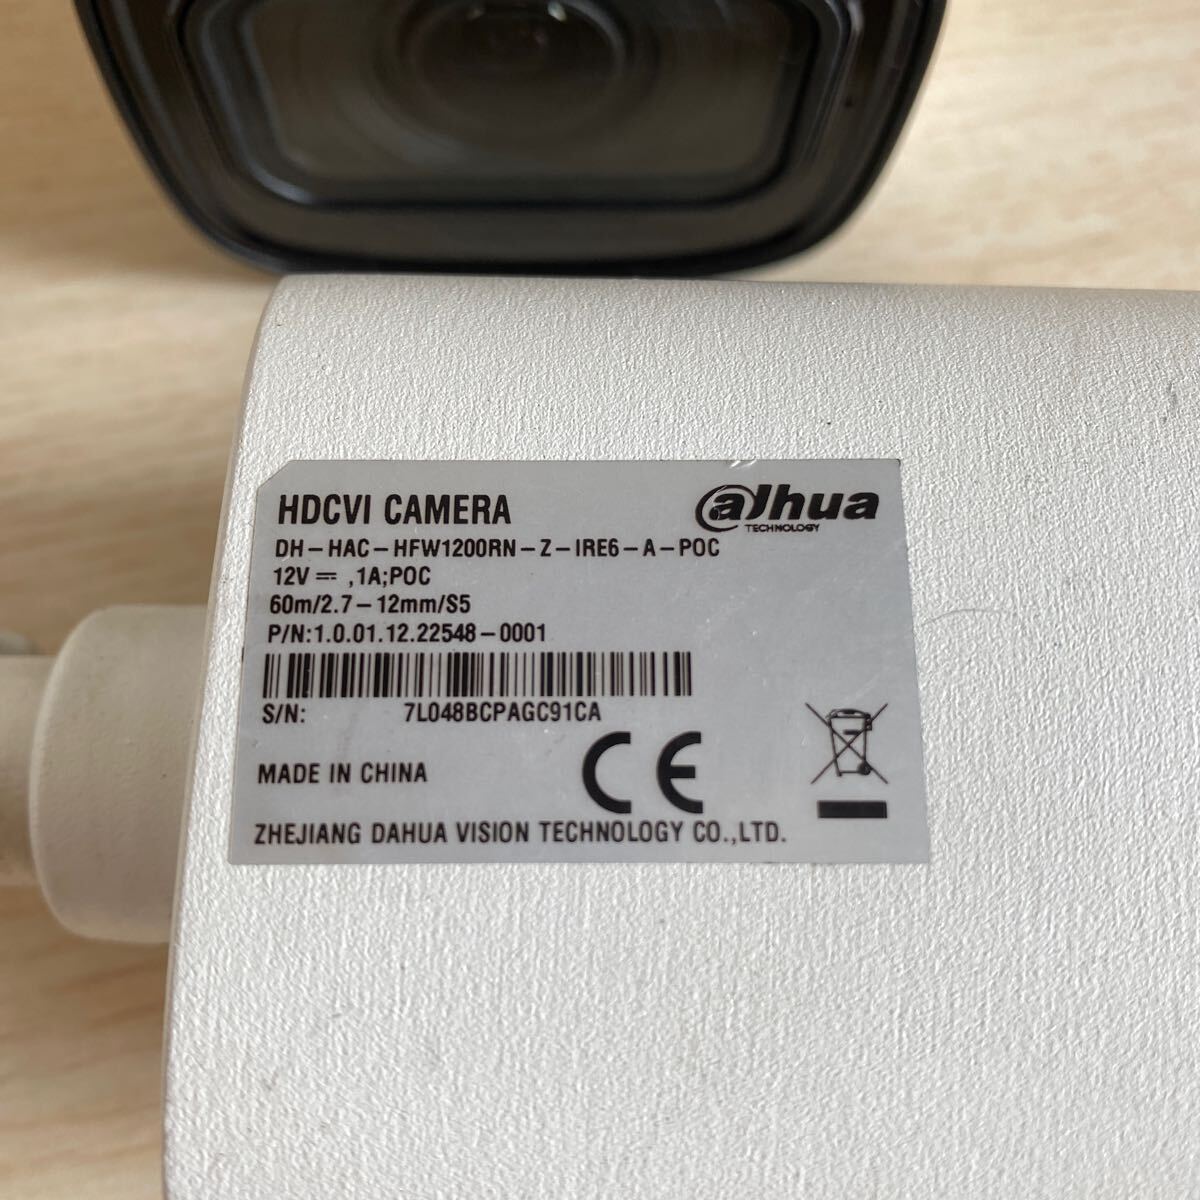 HDCVI CAMERA
alhua
TECHNOLOGY
DH-HAC-HFW1200RN-Z-IRE6-A-POC
12V ⎓ ,1A;POC
60m/2.7-12mm/S5
P/N:1.0.01.12.22548-0001
S/N: 7L048BCPAGC91CA
MADE IN CHINA
CE
ZHEJIANG DAHUA VISION TECHNOLOGY CO.,LTD.